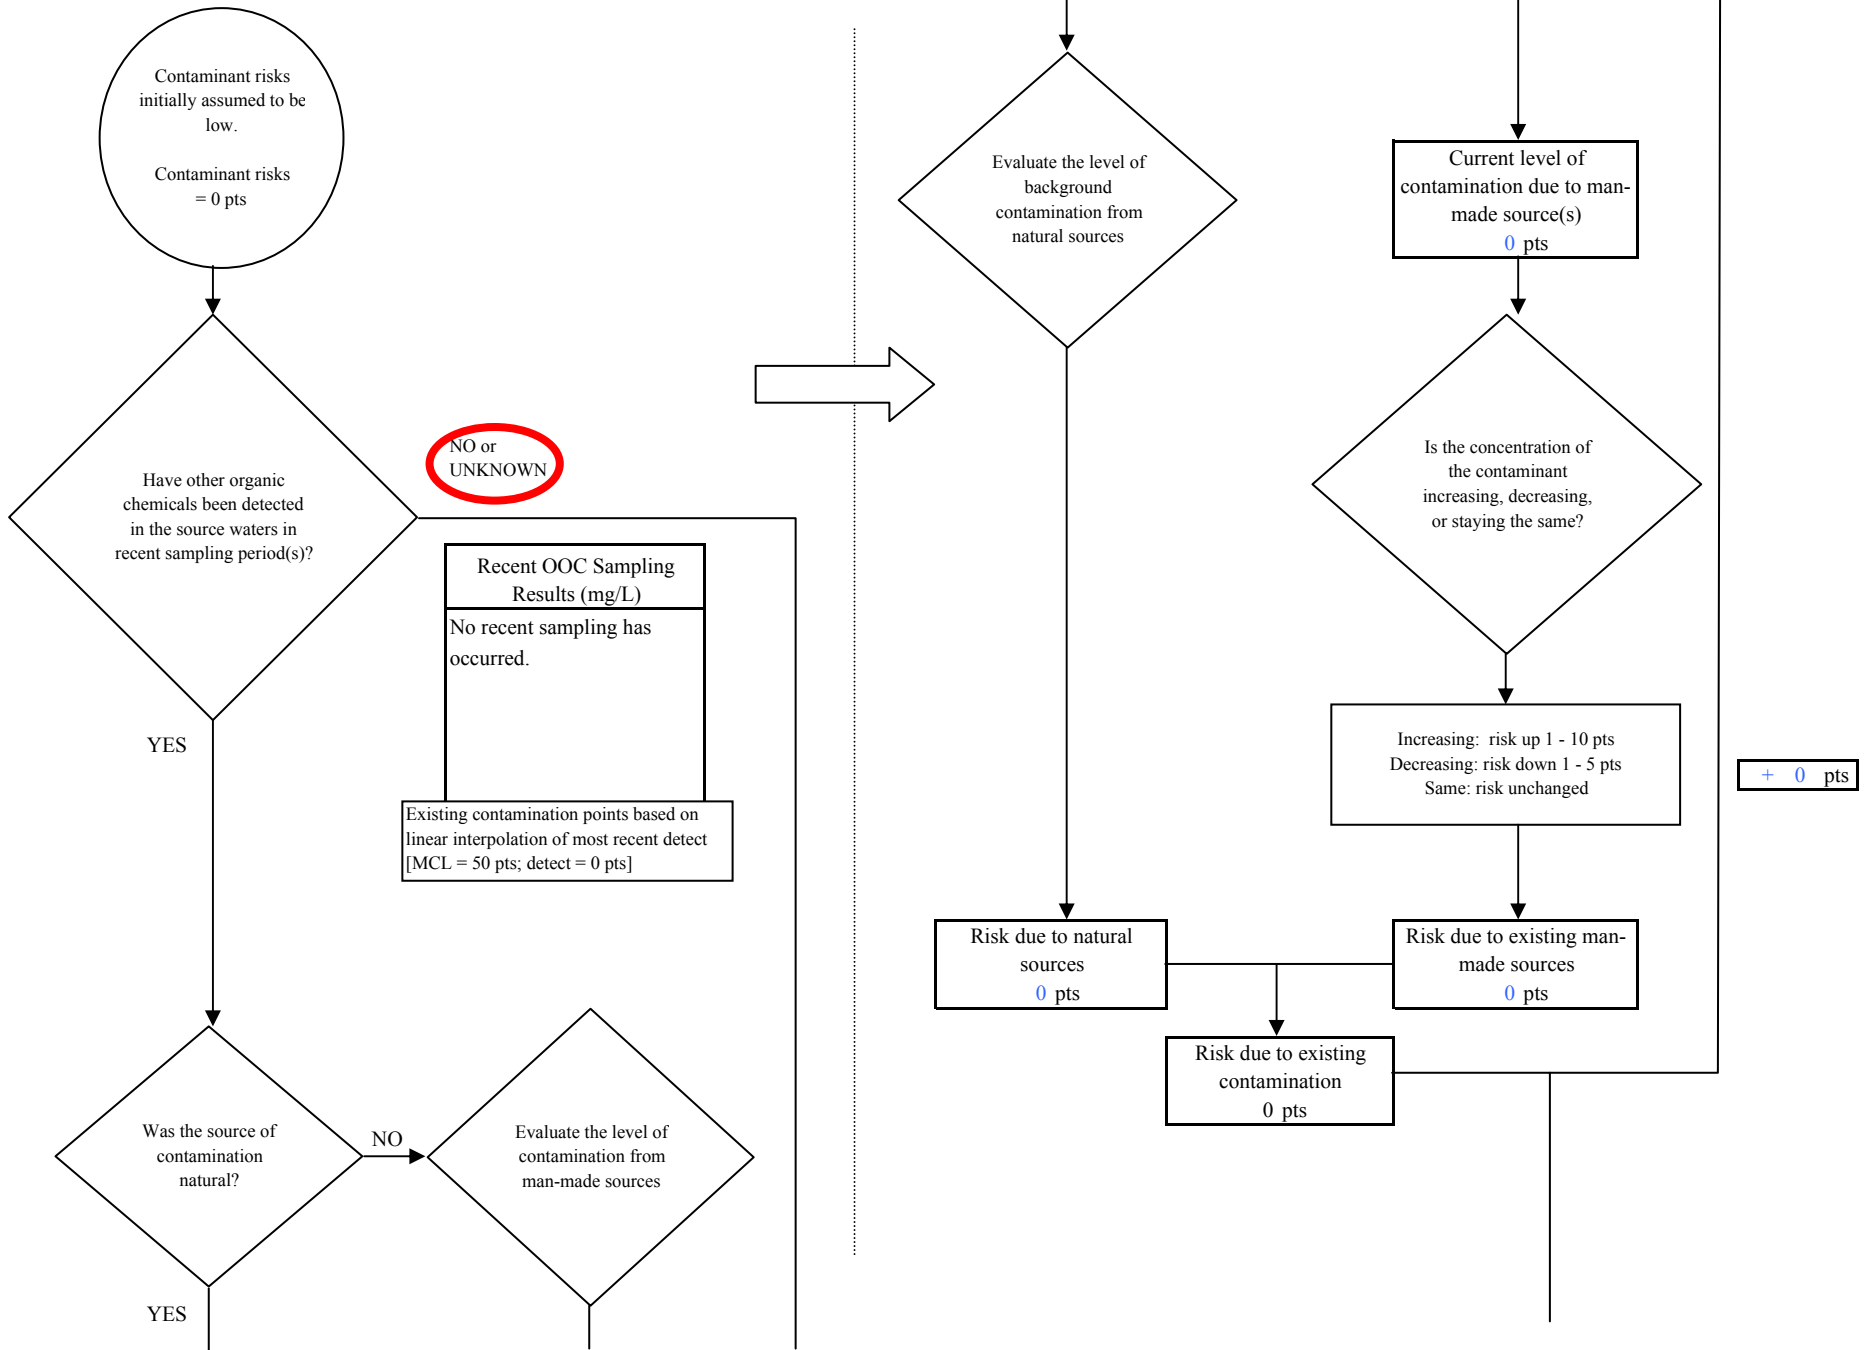 Contaminant risks
initially assumed to be
low.
Contaminant risks
= 0 pts
Have other organic
chemicals been detected
in the source waters in
recent sampling period(s)?
NO or
UNKNOWN
Recent OOC Sampling
Results (mg/L)
No recent sampling has
occurred.
YES
Existing contamination points based on
linear interpolation of most recent detect
[MCL = 50 pts; detect = 0 pts]
Was the source of
contamination
natural?
NO
Evaluate the level of
contamination from
man-made sources
YES
Evaluate the level of
background
contamination from
natural sources
Current level of
contamination due to man-
made source(s)
0 pts
Is the concentration of
the contaminant
increasing, decreasing,
or staying the same?
Increasing: risk up 1 - 10 pts
Decreasing: risk down 1 - 5 pts
Same: risk unchanged
+ 0 pts
Risk due to natural
sources
0 pts
Risk due to existing man-
made sources
0 pts
Risk due to existing
contamination
0 pts